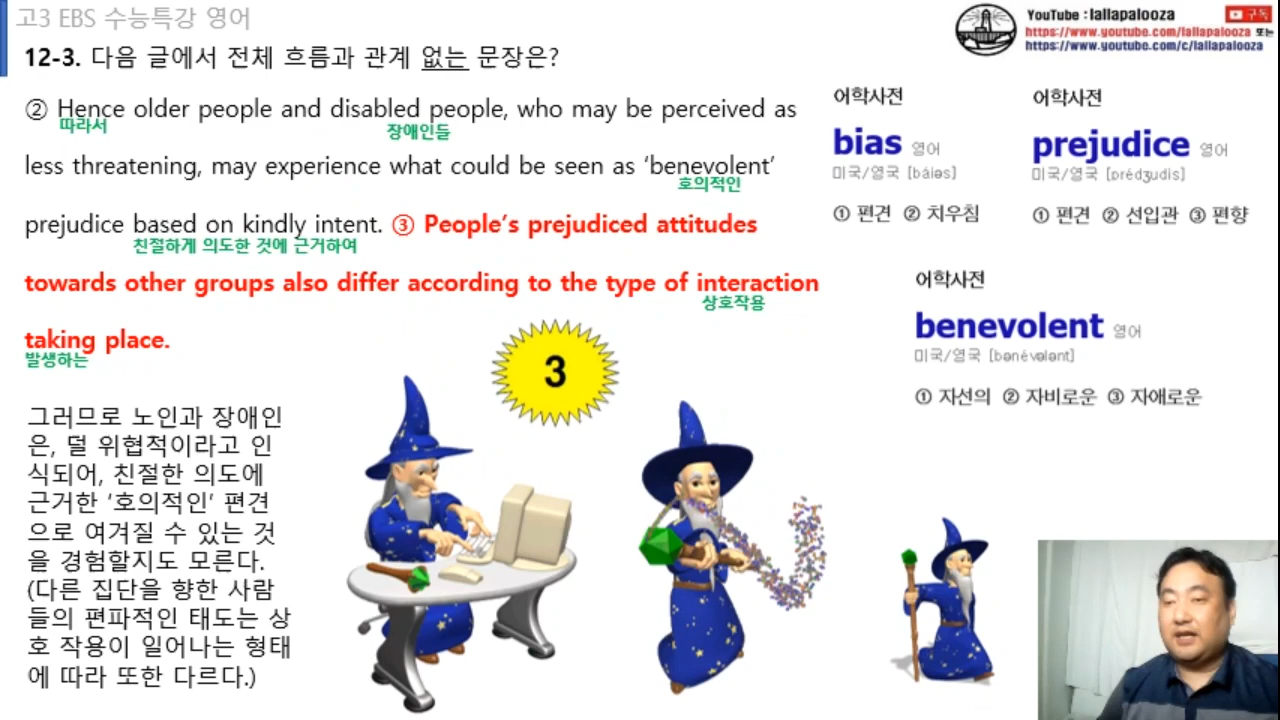 고3 EBS 수능특강 영어
12-3. 다음 글에서 전체 흐름과 관계 없는 문장은?
② Hence older people and disabled people, who may be perceived as
따라서
장애인들
less threatening, may experience what could be seen as ‘benevolent’
호의적인
prejudice based on kindly intent. ③ People’s prejudiced attitudes
친절하게 의도한 것에 근거하여
towards other groups also differ according to the type of interaction
상호작용
taking place.
발생하는
3
그러므로 노인과 장애인
은, 덜 위협적이라고 인
식되어, 친절한 의도에
근거한 ‘호의적인’ 편견
으로 여겨질 수 있는 것
을 경험할지도 모른다.
(다른 집단을 향한 사람
들의 편파적인 태도는 상
호 작용이 일어나는 형태
에 따라 또한 다르다.)
YouTube : lallapalooza
구독
https://www.youtube.com/lallapalooza 또는
https://www.youtube.com/c/lallapalooza
어학사전
bias 영어
미국/영국 [báiəs]
① 편견 ② 치우침
어학사전
prejudice 영어
미국/영국 [prédʒudis]
① 편견 ② 선입관 ③ 편향
어학사전
benevolent 영어
미국/영국 [bənévələnt]
① 자선의 ② 자비로운 ③ 자애로운